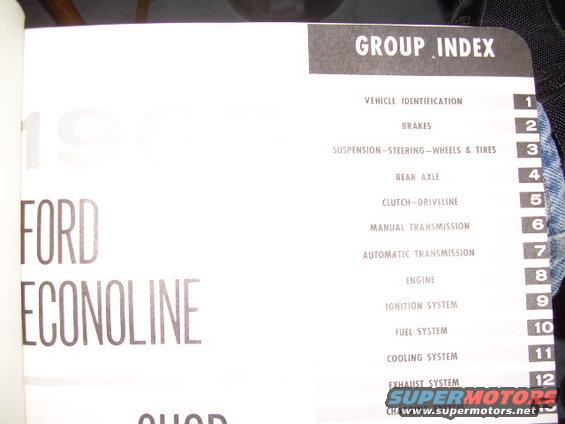 GROUP INDEX
VEHICLE IDENTIFICATION 1
BRAKES 2
SUSPENSION—STEERING—WHEELS & TIRES 3
REAR AXLE 4
CLUTCH—DRIVELINE 5
MANUAL TRANSMISSION 6
AUTOMATIC TRANSMISSION 7
ENGINE 8
IGNITION SYSTEM 9
FUEL SYSTEM 10
COOLING SYSTEM 11
EXHAUST SYSTEM 12
13
FORD
ECONOLINE
SHOP
SUPERMOTORS
www.supermotors.net